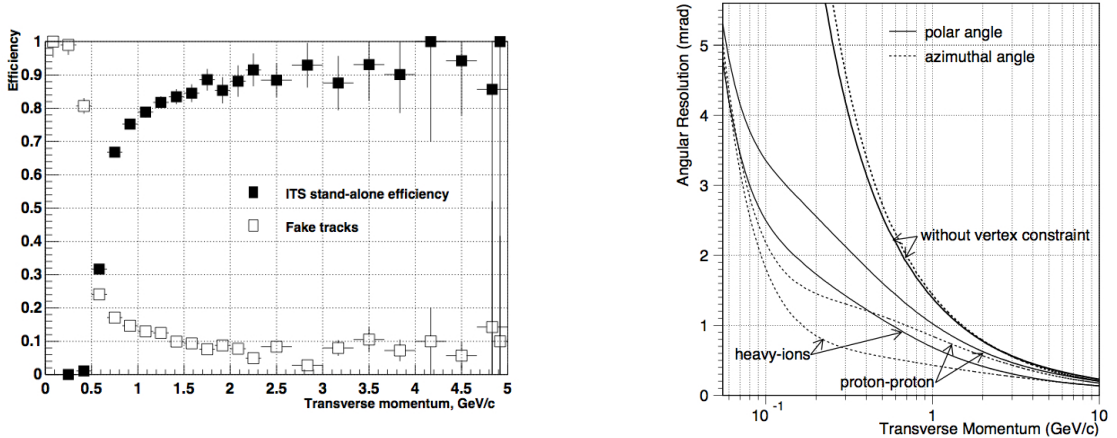 Efficiency
1
0.9
0.8
0.7
0.6
0.5
0.4
0.3
0.2
0.1
0
ITS stand-alone efficiency
Fake tracks
0 0.5 1 1.5 2 2.5 3 3.5 4 4.5 5
Transverse momentum, GeV/c
Angular Resolution (mrad)
5
4
3
2
1
0
polar angle
azimuthal angle
without vertex constraint
heavy-ions
proton-proton
10⁻¹ 1 10
Transverse Momentum (GeV/c)